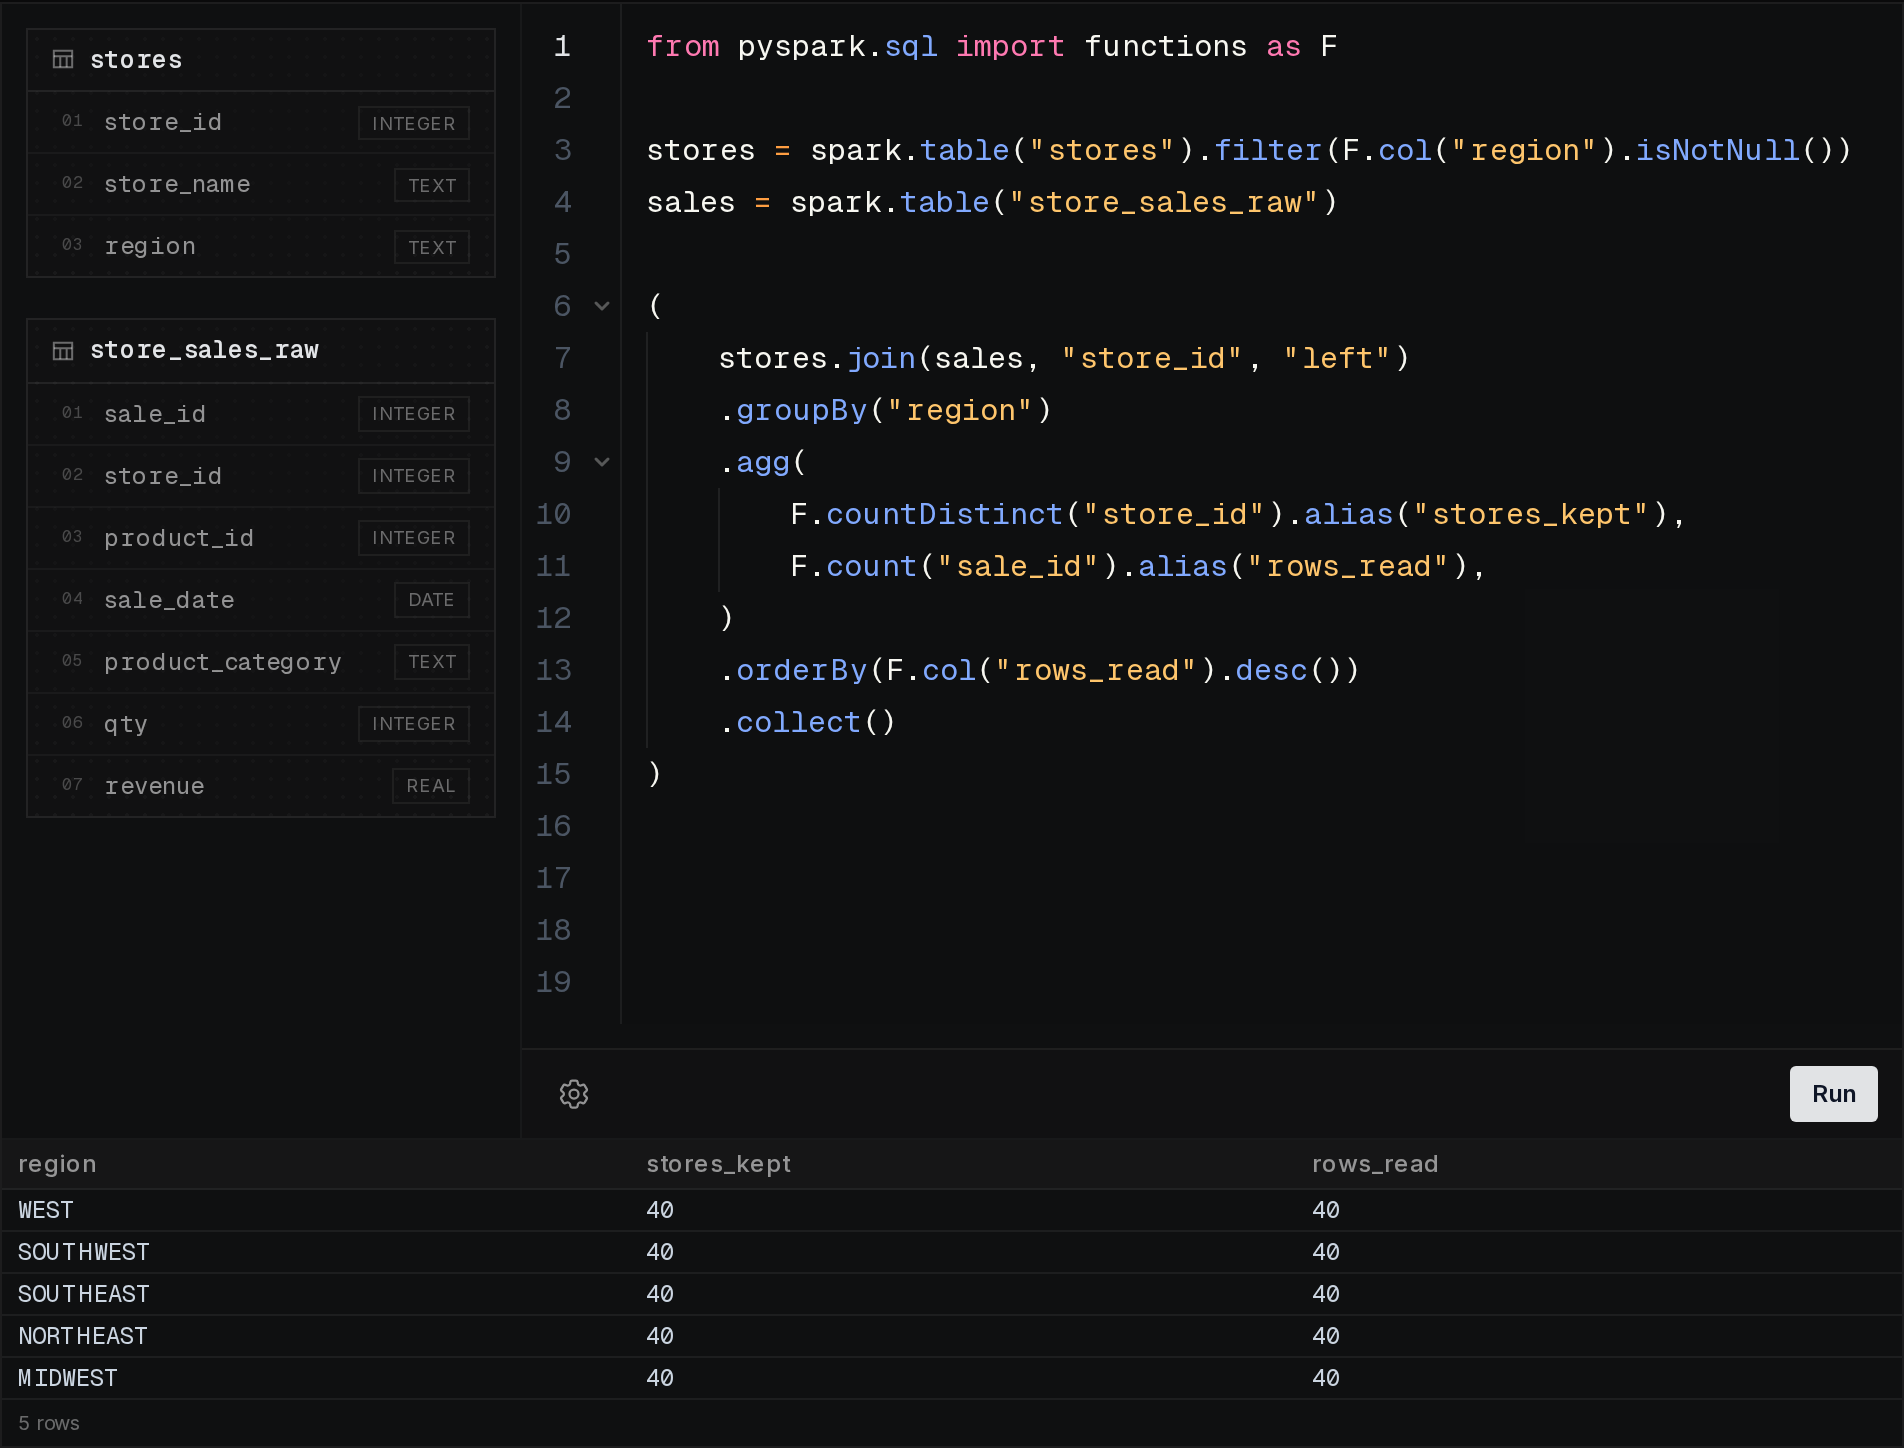 stores
01 store_id INTEGER
02 store_name TEXT
03 region TEXT
store_sales_raw
01 sale_id INTEGER
02 store_id INTEGER
03 product_id INTEGER
04 sale_date DATE
05 product_category TEXT
06 qty INTEGER
07 revenue REAL
1 from pyspark.sql import functions as F
2
3 stores = spark.table("stores").filter(F.col("region").isNotNull())
4 sales = spark.table("store_sales_raw")
5
6 (
7     stores.join(sales, "store_id", "left")
8     .groupBy("region")
9     .agg(
10         F.countDistinct("store_id").alias("stores_kept"),
11         F.count("sale_id").alias("rows_read"),
12     )
13     .orderBy(F.col("rows_read").desc())
14     .collect()
15 )
16
17
18
19
Run
region stores_kept rows_read
WEST 40 40
SOUTHWEST 40 40
SOUTHEAST 40 40
NORTHEAST 40 40
MIDWEST 40 40
5 rows